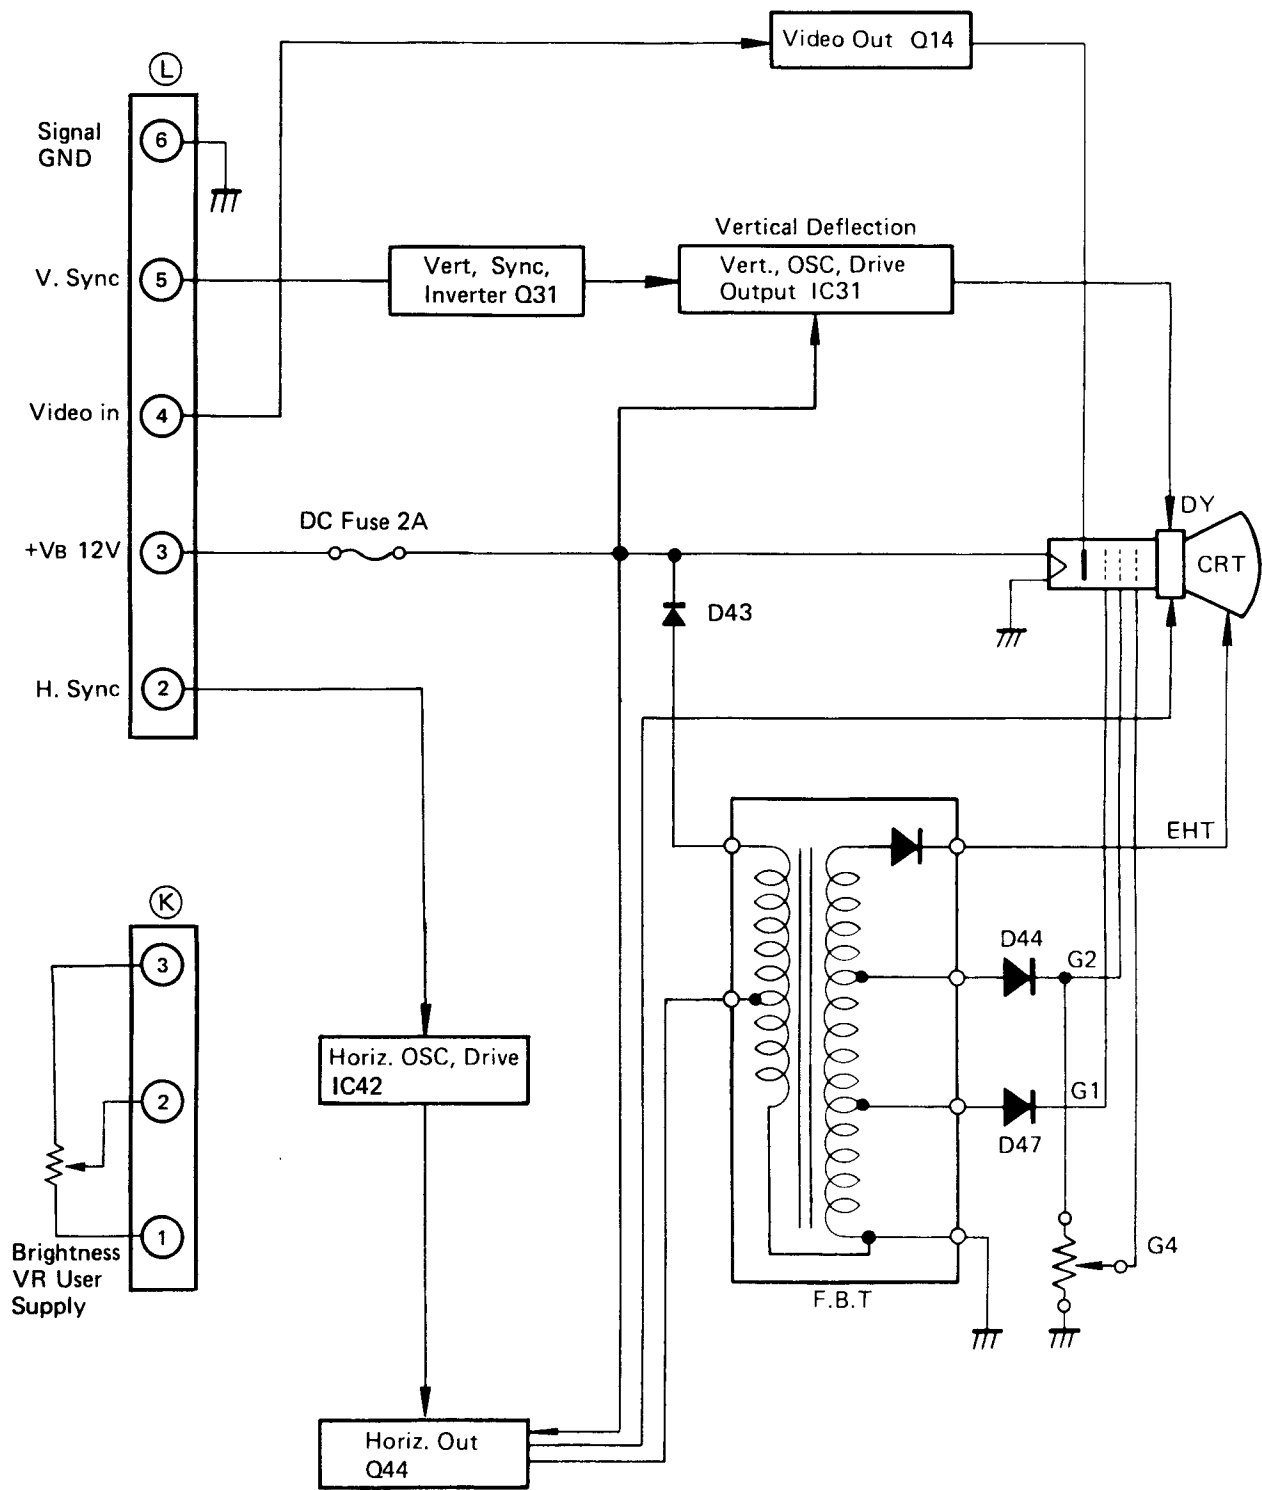 Video Out Q14
L
Signal
GND
6
Vertical Deflection
V. Sync
5
Vert, Sync,
Inverter Q31
Vert., OSC, Drive
Output IC31
Video in
4
DC Fuse 2A
+VB 12V
3
DY
CRT
D43
H. Sync
2
EHT
K
3
D44
G2
Horiz. OSC, Drive
IC42
2
G1
D47
1
Brightness
VR User
Supply
G4
F.B.T
Horiz. Out
Q44